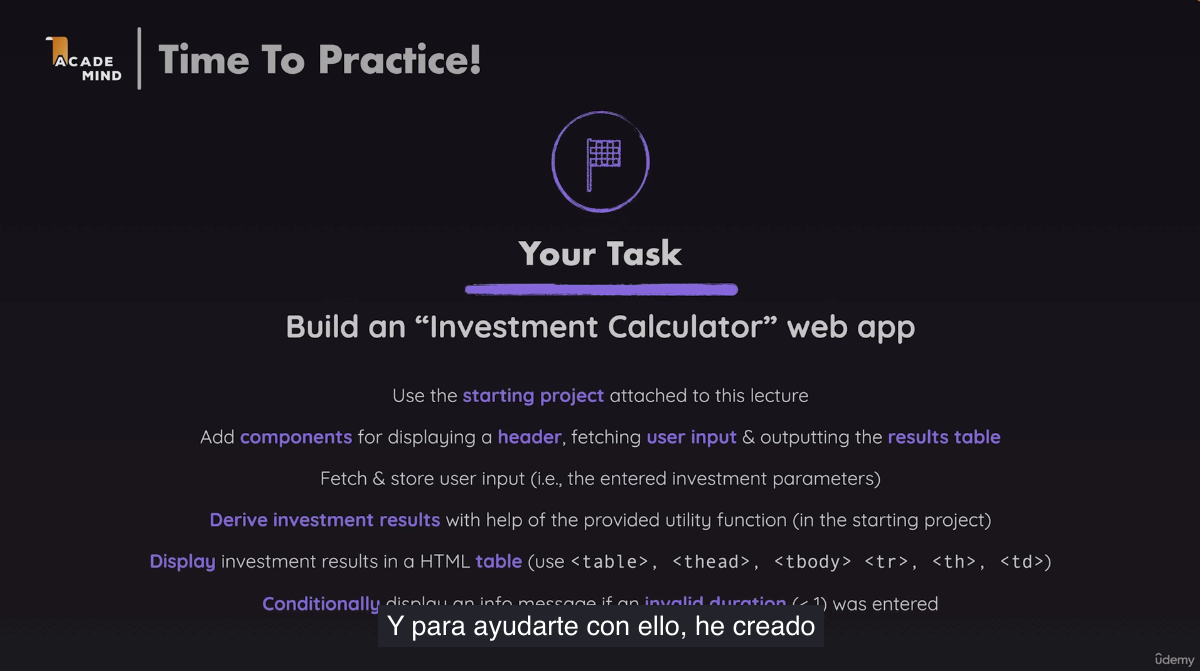 ACADE
MIND
Time To Practice!
Your Task
Build an “Investment Calculator” web app
Use the starting project attached to this lecture
Add components for displaying a header, fetching user input & outputting the results table
Fetch & store user input (i.e., the entered investment parameters)
Derive investment results with help of the provided utility function (in the starting project)
Display investment results in a HTML table (use <table>, <thead>, <tbody> <tr>, <th>, <td>)
Conditionally display an info message if an invalid duration (< 1) was entered
Y para ayudarte con ello, he creado
ûdemy